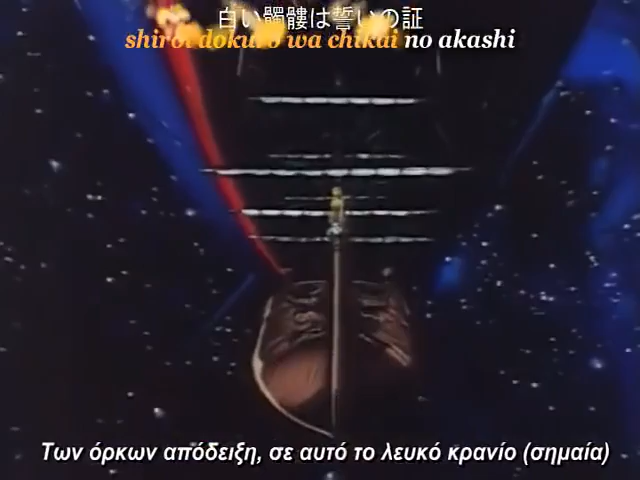 白い髑髏は誓いの証
shiroi dokuro wa chikai no akashi
Των όρκων απόδειξη, σε αυτό το λευκό κρανίο (σημαία)